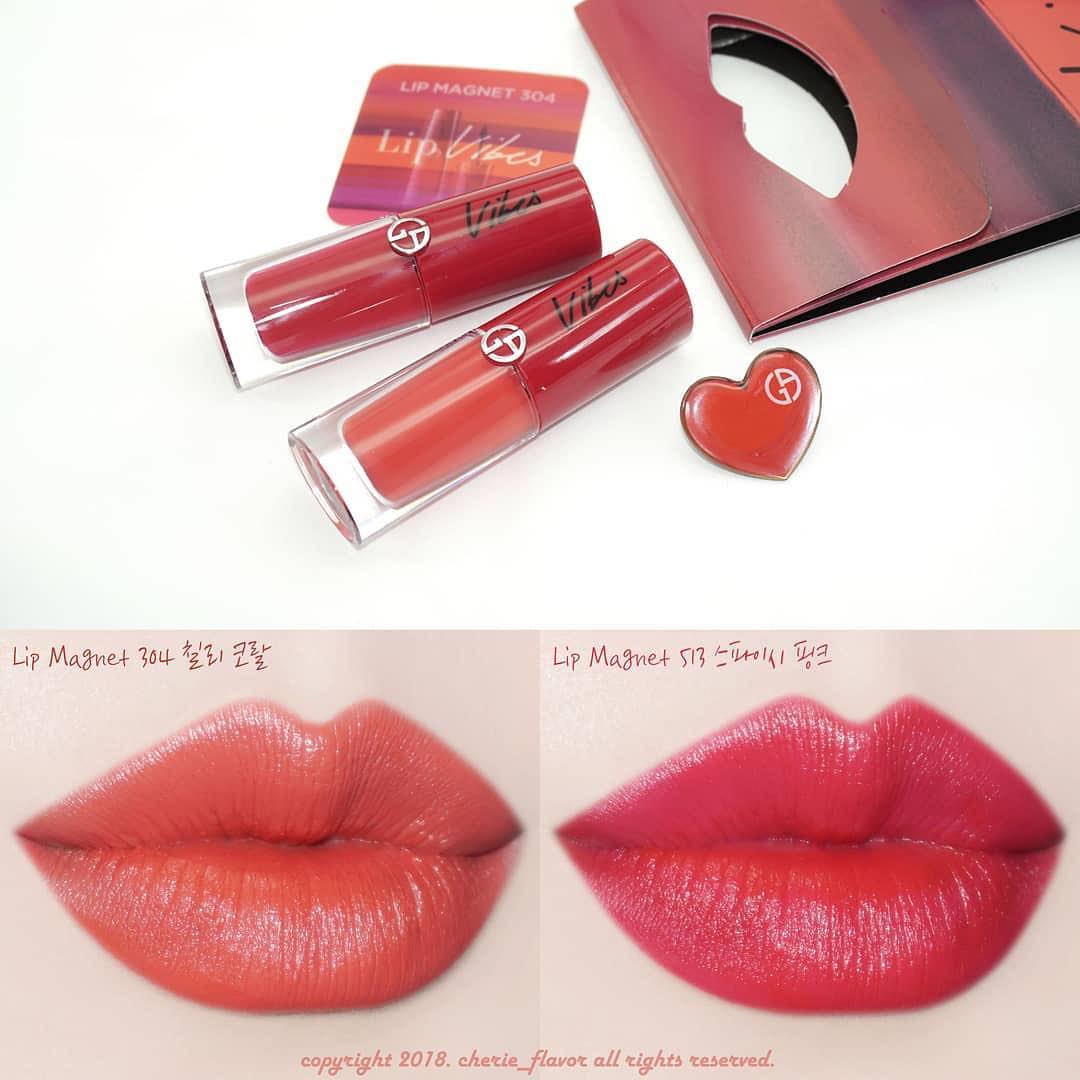 LIP MAGNET 304
Lip Vibes
Vibes
Vibes
Lip Magnet 304 칠리 코랄
Lip Magnet 513 스파이시 핑크
copyright 2018. cherie_flavor all rights reserved.